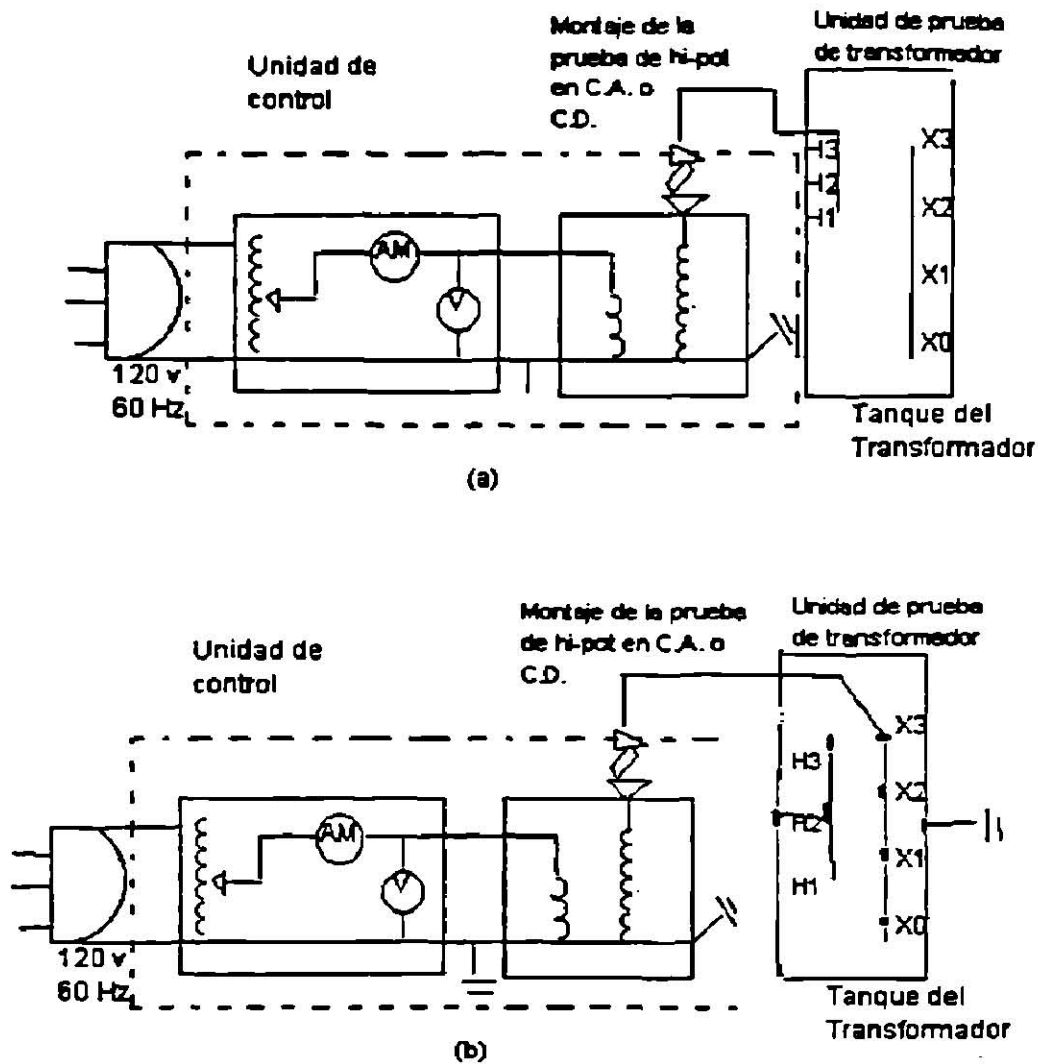 Unidad de
control
Montaje de la
prueba de hi-pot
en C.A. o
C.D.
Unidad de prueba
de transformador
H3
H2
H1
X3
X2
X1
X0
AM
V
120 v
60 Hz
Tanque del
Transformador
(a)
Unidad de
control
Montaje de la prueba
de hi-pot en C.A. o
C.D.
Unidad de prueba
de transformador
H3
H2
H1
X3
X2
X1
X0
AM
V
120 v
60 Hz
Tanque del
Transformador
(b)